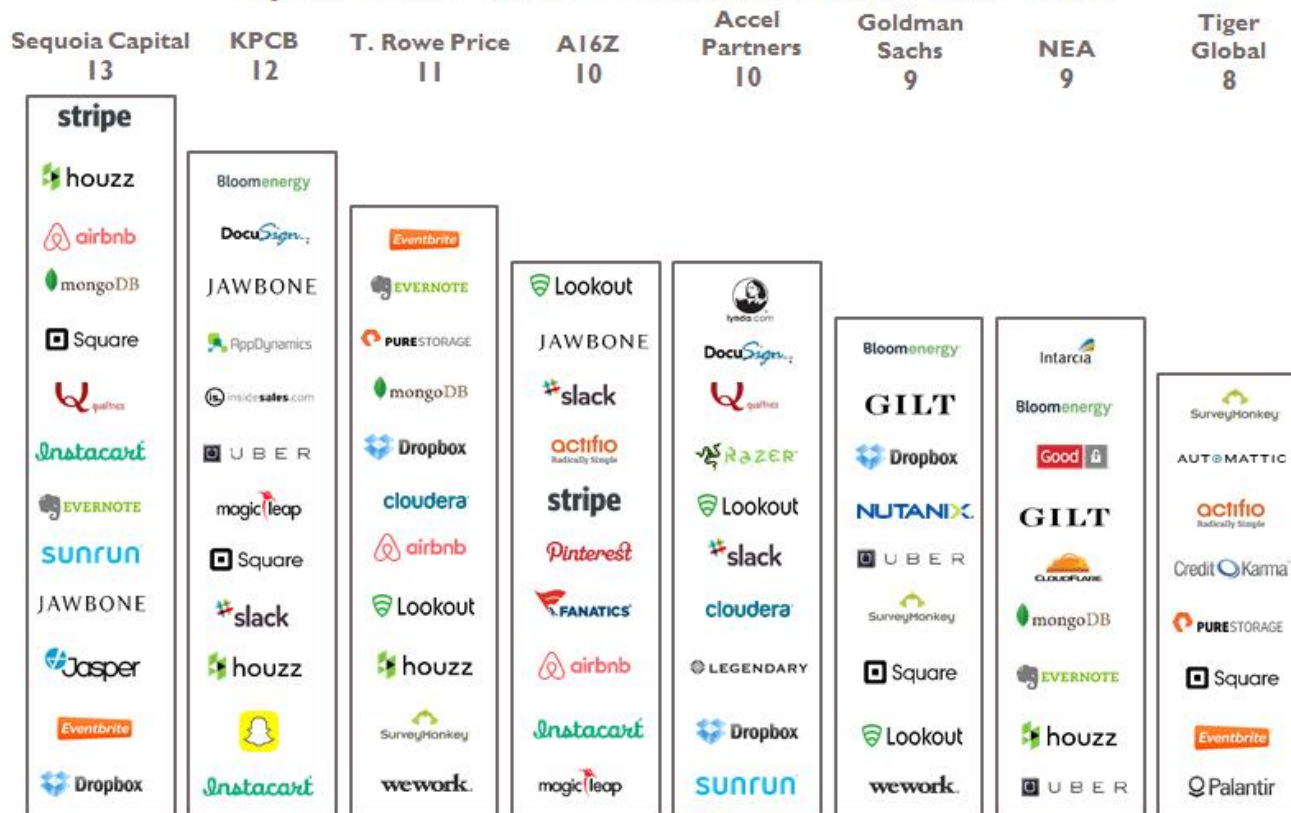 Sequoia Capital
13
KPCB
12
T. Rowe Price
11
A16Z
10
Accel
Partners
10
Goldman
Sachs
9
NEA
9
Tiger
Global
8
stripe
houzz
airbnb
mongoDB
Square
Qualtrics
Instacart
EVERNOTE
SUNRUN
JAWBONE
Jasper
Eventbrite
Dropbox
Bloomenergy
DocuSign
JAWBONE
AppDynamics
is. insidesales.com
UBER
magic leap
Square
slack
houzz
Instacart
Eventbrite
EVERNOTE
PURESTORAGE
mongoDB
Dropbox
cloudera
airbnb
Lookout
houzz
SurveyMonkey
wework.
Lookout
JAWBONE
slack
actifio
Radically Simple
stripe
Pinterest
FANATICS
airbnb
Instacart
magic leap
lynda.com
DocuSign
Qualtrics
RAZER
Lookout
slack
cloudera
LEGENDARY
Dropbox
SUNRUN
Bloomenergy
GILT
Dropbox
NUTANIX
UBER
SurveyMonkey
Square
Lookout
wework.
Intarcia
Bloomenergy
Good
GILT
CLOUDFLARE
mongoDB
EVERNOTE
houzz
UBER
SurveyMonkey
AUTOMATTIC
actifio
Radically Simple
Credit Karma
PURESTORAGE
Square
Eventbrite
Palantir